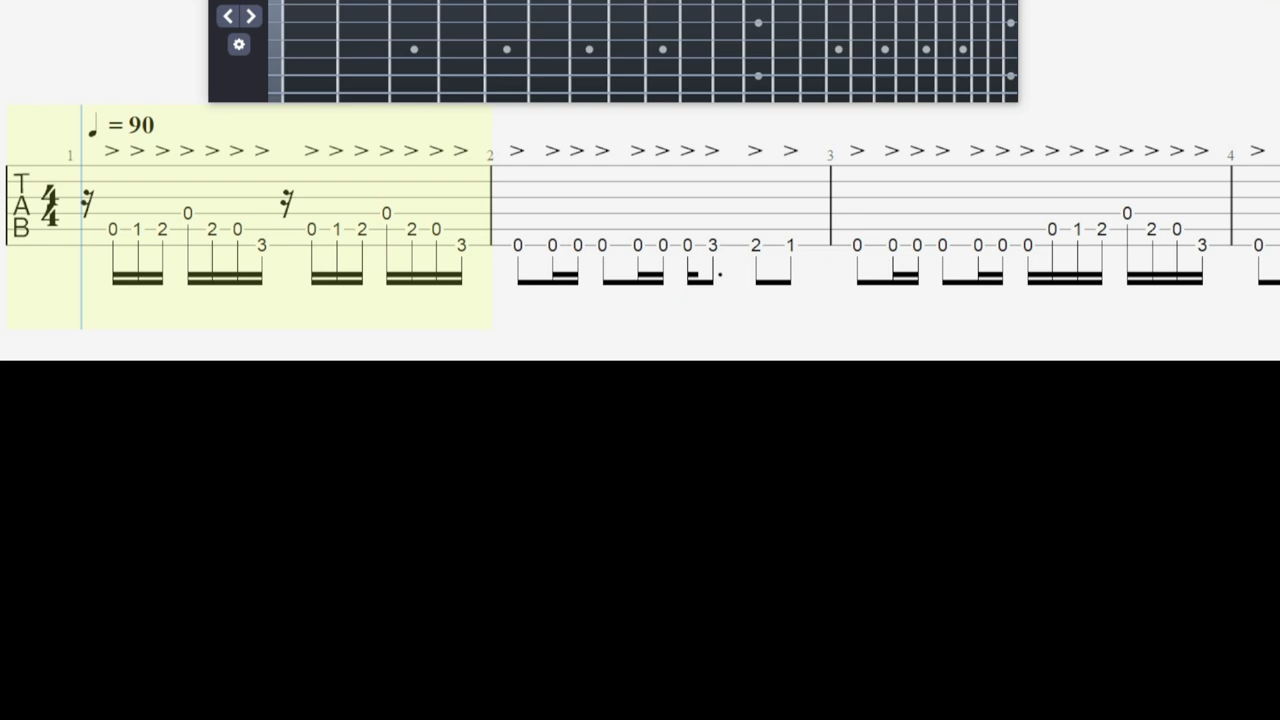 ♩ = 90
1 > > > > > > > > > > > > > > 2 > > > > > > > > > > 3 > > > > > > > > > > > > > > 4 >
T
A 4 0 0 0
B 4 0 1 2 2 0 0 1 2 2 0 0 1 2 2 0
3 3 0 0 0 0 0 0 0 3 2 1 0 0 0 0 0 0 0 3 0